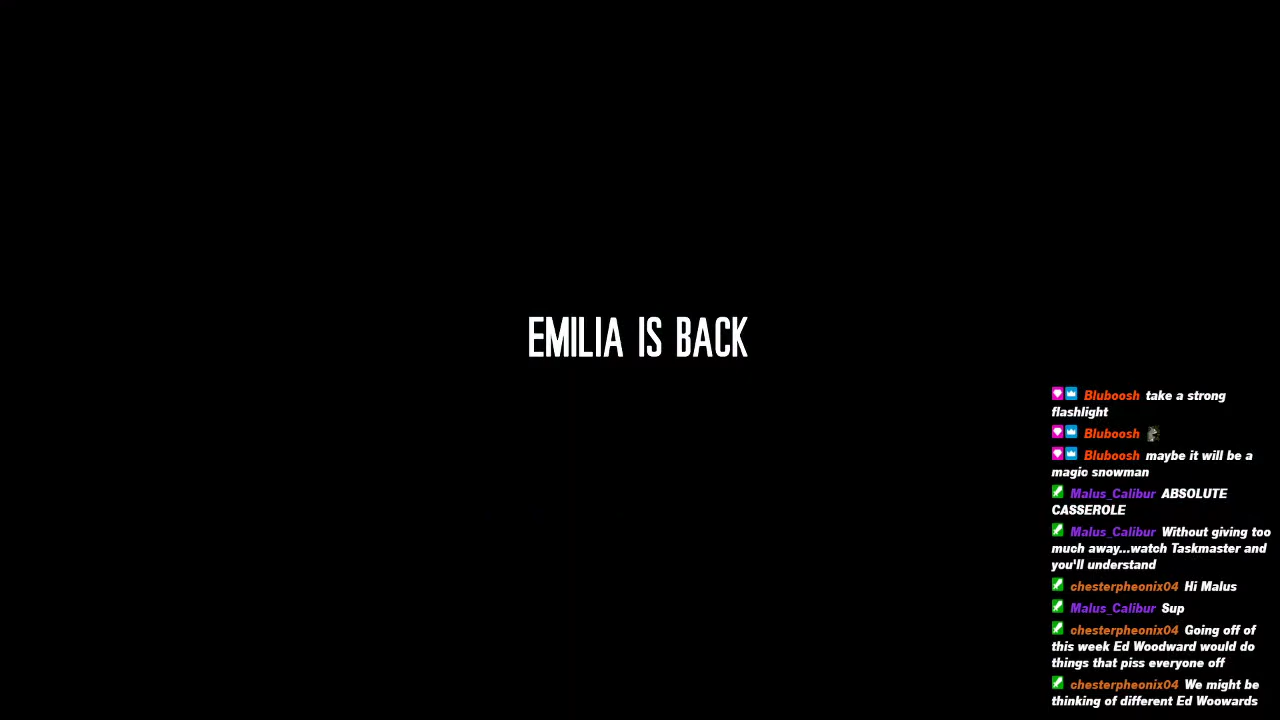 EMILIA IS BACK
Bluboosh take a strong
flashlight
Bluboosh
Bluboosh maybe it will be a
magic snowman
Malus_Calibur ABSOLUTE
CASSEROLE
Malus_Calibur Without giving too
much away...watch Taskmaster and
you'll understand
chesterpheonix04 Hi Malus
Malus_Calibur Sup
chesterpheonix04 Going off of
this week Ed Woodward would do
things that piss everyone off
chesterpheonix04 We might be
thinking of different Ed Woowards